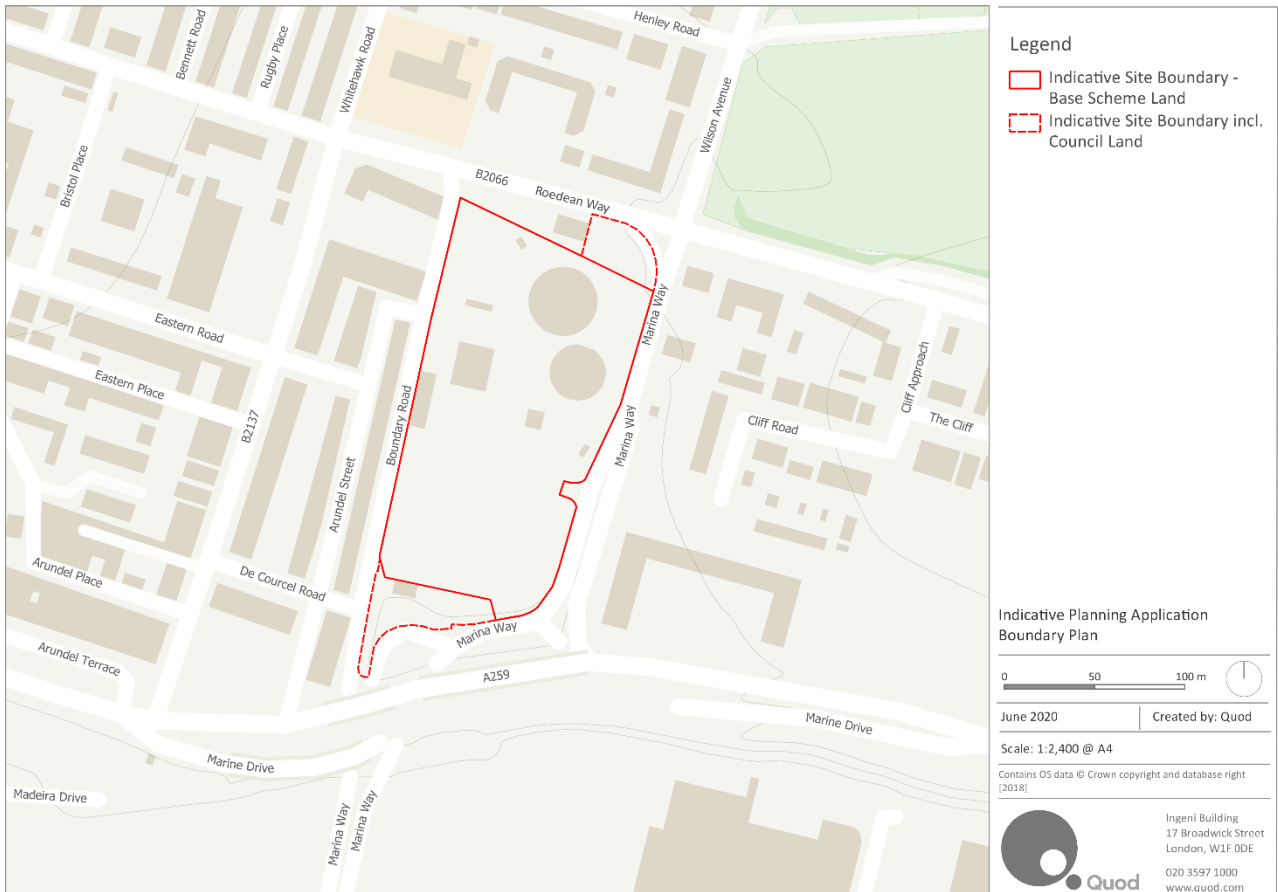 Henley Road
Bennett Road
Rugby Place
Whitehawk Road
Wilson Avenue
Bristol Place
B2066
Roedean Way
Marina Way
Eastern Road
Eastern Place
Boundary Road
B2137
Arundel Street
Marina Way
Cliff Approach
The Cliff
Cliff Road
De Courcel Road
Arundel Place
Marina Way
Arundel Terrace
A259
Marine Drive
Marine Drive
Madeira Drive
Marina Way
Marina Way
Legend
Indicative Site Boundary -
Base Scheme Land
Indicative Site Boundary incl.
Council Land
Indicative Planning Application
Boundary Plan
0 50 100 m
June 2020 Created by: Quod
Scale: 1:2,400 @ A4
Contains OS data © Crown copyright and database right
[2018]
Quod
Ingeni Building
17 Broadwick Street
London, W1F 0DE
020 3597 1000
www.quod.com